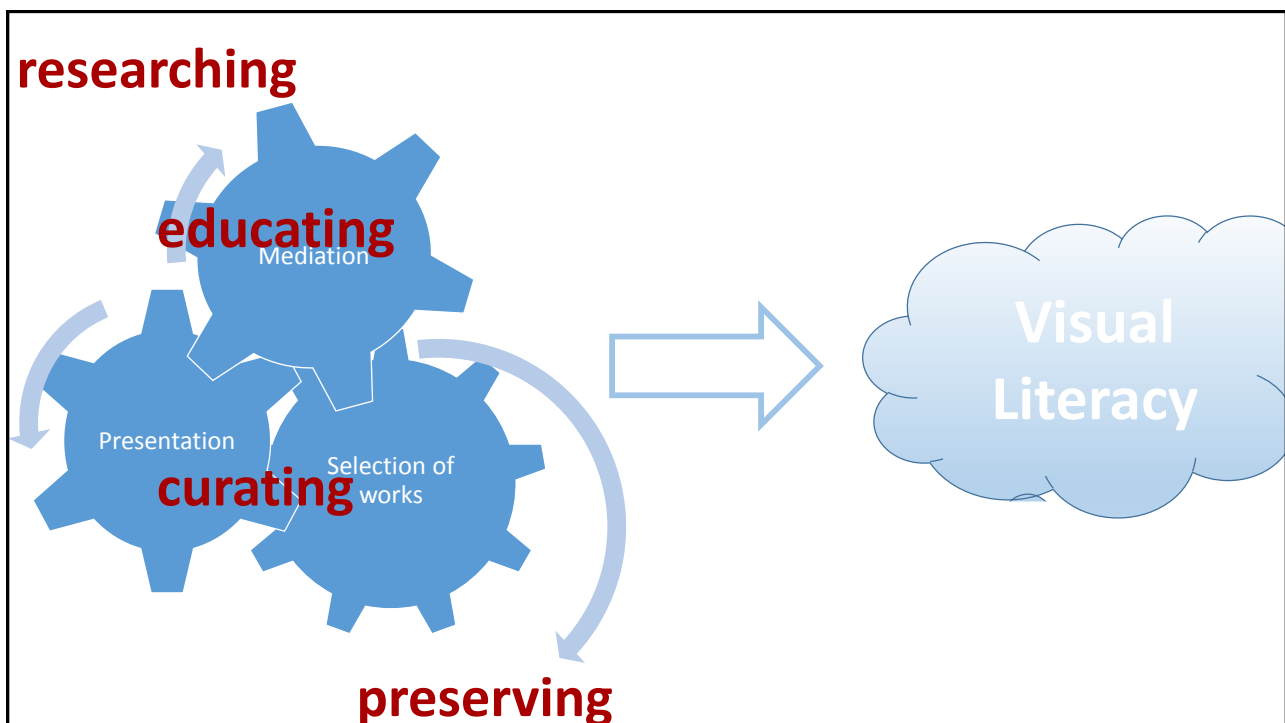 researching
educating
Mediation
Visual
Literacy
Presentation
Selection of
works
curating
preserving